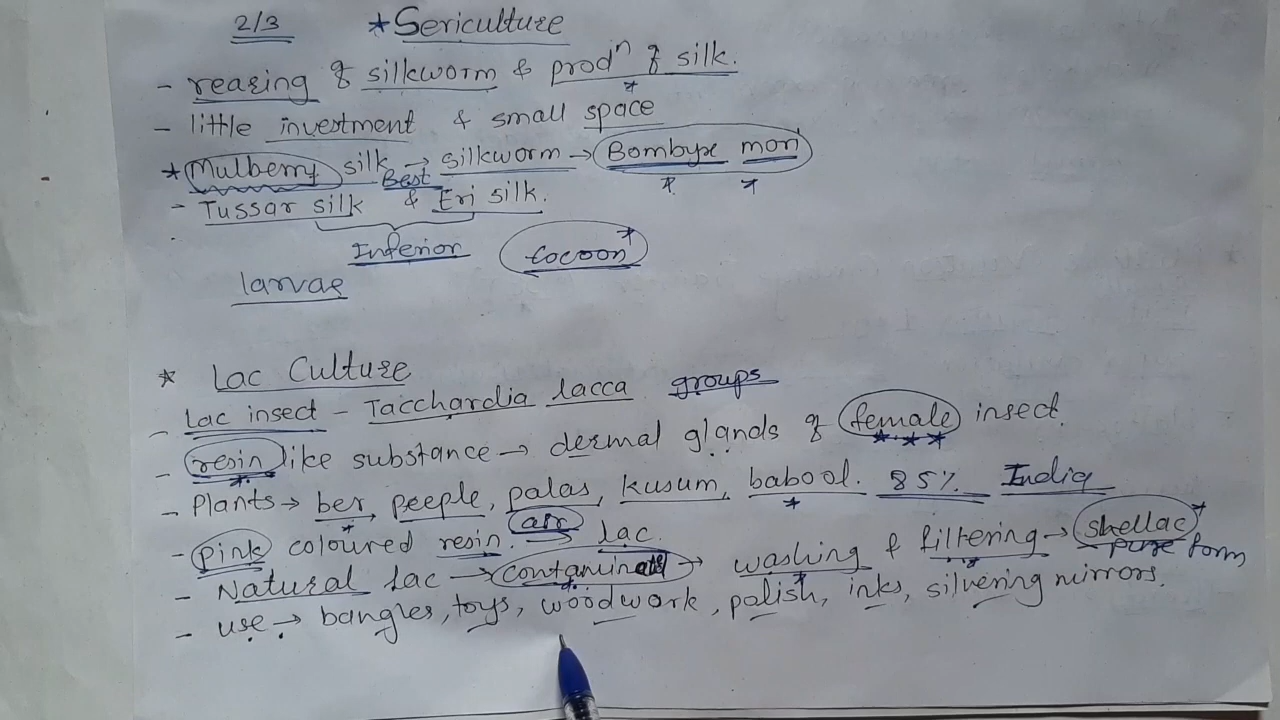 2/3 *Sericulture
- rearing of silkworm & prodⁿ of silk.
- little investment & small space
* Mulberry silk → silkworm → Bombyx mori
Best
- Tussar silk & Eri silk.
Inferior cocoon*
larvae
* Lac Culture
- Lac insect - Tacchardia lacca groups
- resin like substance → dermal glands of female insect.
- Plants → ber, peeple, palas, kusum, babool. 85% India
- pink coloured resin. air → lac.
- Natural lac → contaminated → washing & filtering → shellac*
pure form
- use → bangles, toys, woodwork, polish, inks, silvering mirrors.